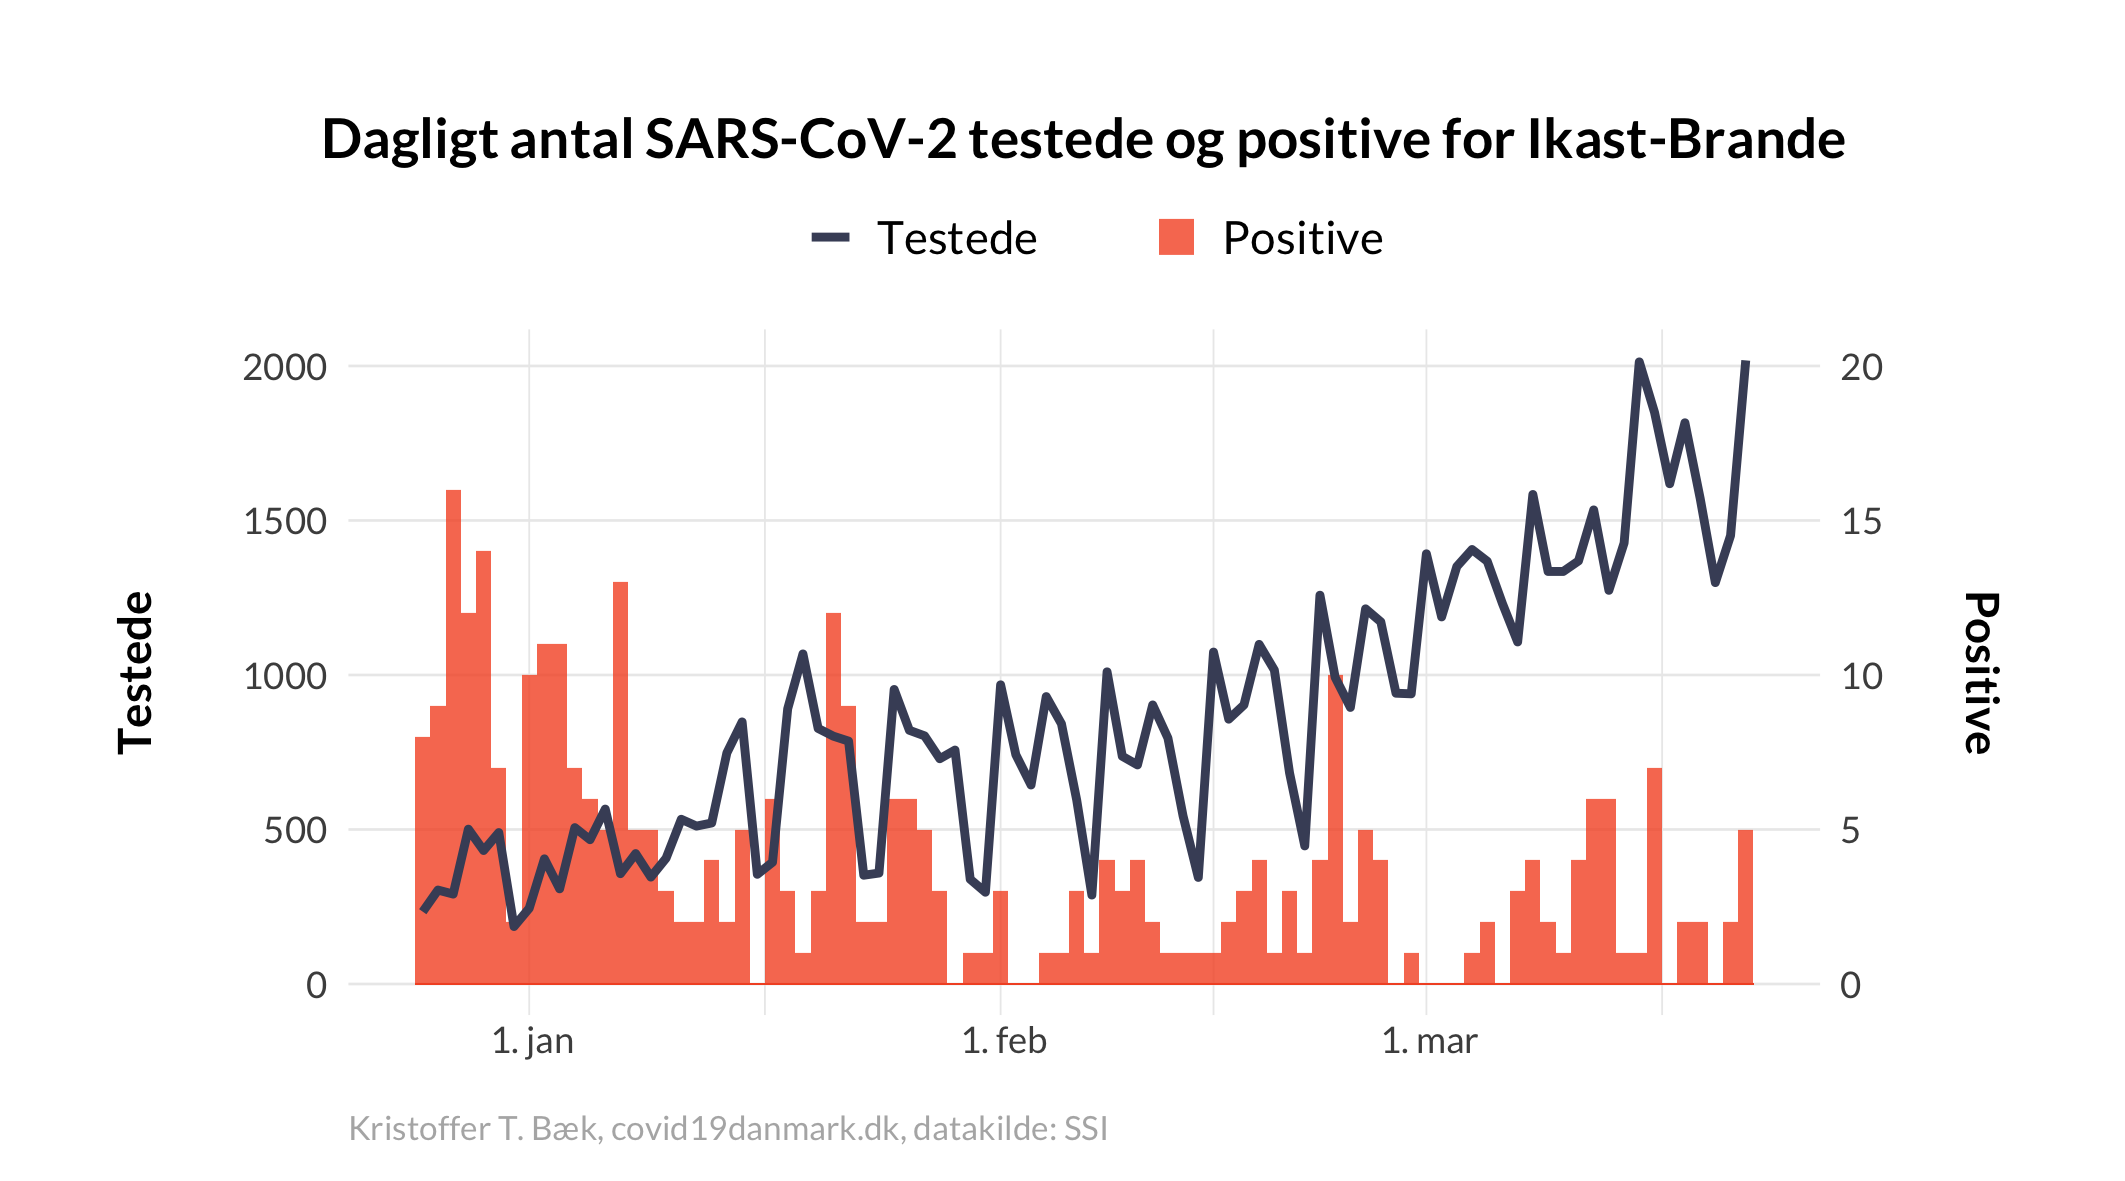 Dagligt antal SARS-CoV-2 testede og positive for Ikast-Brande
Testede Positive
2000 20
1500 15
1000 10
500 5
0 0
Testede
Positive
1. jan 1. feb 1. mar
Kristoffer T. Bæk, covid19danmark.dk, datakilde: SSI